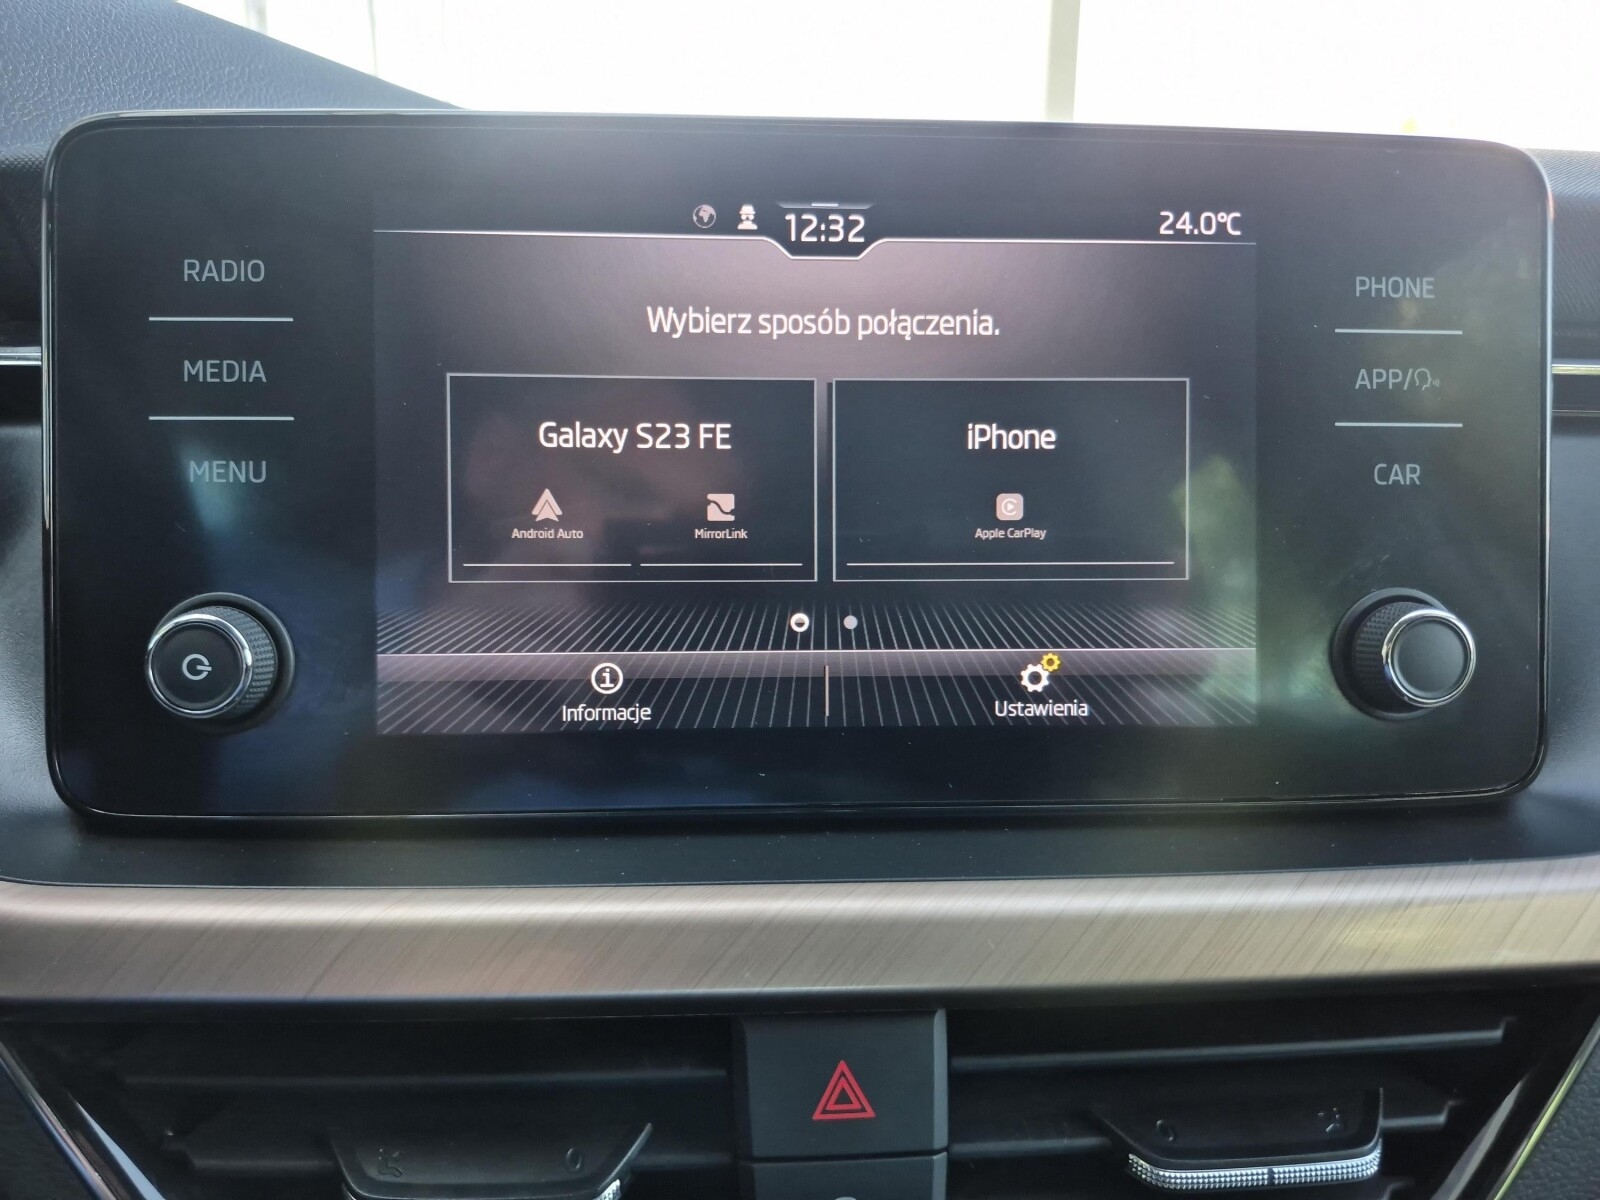 12:32
24.0°C
RADIO
MEDIA
MENU
Wybierz sposób połączenia.
Galaxy S23 FE
Android Auto
MirrorLink
iPhone
Apple CarPlay
Informacje
Ustawienia
PHONE
APP/
CAR